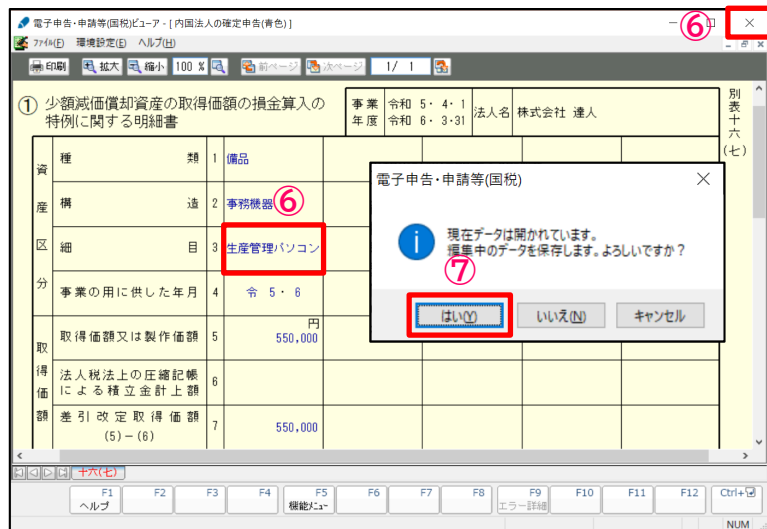 電子申告・申請等(国税)ビューア - [ 内国法人の確定申告(青色) ]
⑥
ファイル(F) 環境設定(E) ヘルプ(H)
印刷 拡大 縮小 100 % 前ページ 次ページ 1/ 1
① 少額減価償却資産の取得価額の損金算入の
特例に関する明細書
事業年度
令和 5・ 4・ 1
令和 6・ 3・31
法人名 株式会社 達人
別表十六(七)
資産区分
種類 1 備品
構造 2 事務機器
⑥
細目 3 生産管理パソコン
事業の用に供した年月 4 令 5・ 6
取得価額
取得価額又は製作価額 5 円
550,000
法人税法上の圧縮記帳
による積立金計上額 6
差引改定取得価額
(5)-(6) 7 550,000
電子申告・申請等(国税)
現在データは開かれています。
編集中のデータを保存します。よろしいですか？
⑦
はい(Y) いいえ(N) キャンセル
十六(七)
F1 ヘルプ F2 F3 F4 F5 機能ﾒﾆｭｰ F6 F7 F8 F9 エラー詳細 F10 F11 F12 Ctrl+
NUM